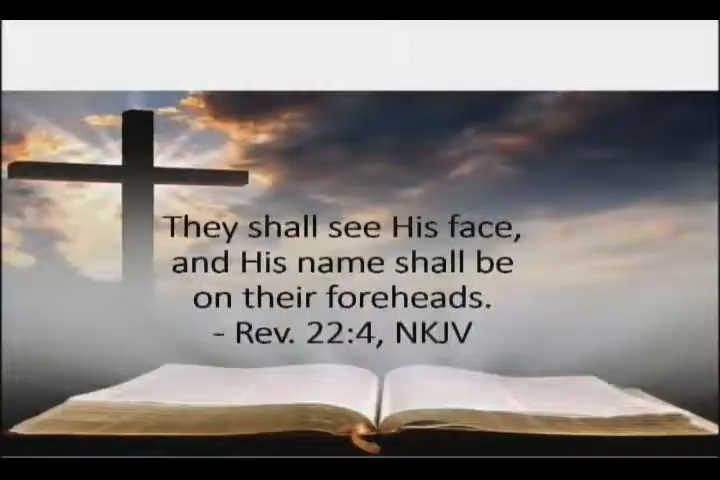 They shall see His face,
and His name shall be
on their foreheads.
- Rev. 22:4, NKJV